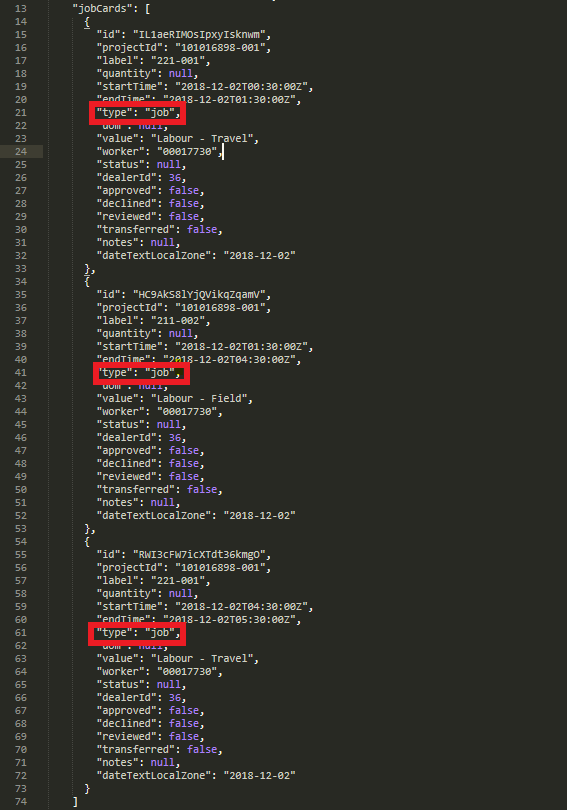 13 "jobCards": [
14 {
15 "id": "IL1aeRIMOsIpxyIsknwm",
16 "projectId": "101016898-001",
17 "label": "221-001",
18 "quantity": null,
19 "startTime": "2018-12-02T00:30:00Z",
20 "endTime": "2018-12-02T01:30:00Z",
21 "type": "job",
22 "uom": null,
23 "value": "Labour - Travel",
24 "worker": "00017730",
25 "status": null,
26 "dealerId": 36,
27 "approved": false,
28 "declined": false,
29 "reviewed": false,
30 "transferred": false,
31 "notes": null,
32 "dateTextLocalZone": "2018-12-02"
33 },
34 {
35 "id": "HC9AkS8lYjQVikqZqamV",
36 "projectId": "101016898-001",
37 "label": "211-002",
38 "quantity": null,
39 "startTime": "2018-12-02T01:30:00Z",
40 "endTime": "2018-12-02T04:30:00Z",
41 "type": "job",
42 "uom": null,
43 "value": "Labour - Field",
44 "worker": "00017730",
45 "status": null,
46 "dealerId": 36,
47 "approved": false,
48 "declined": false,
49 "reviewed": false,
50 "transferred": false,
51 "notes": null,
52 "dateTextLocalZone": "2018-12-02"
53 },
54 {
55 "id": "RWI3cFW7icXTdt36kmgO",
56 "projectId": "101016898-001",
57 "label": "221-001",
58 "quantity": null,
59 "startTime": "2018-12-02T04:30:00Z",
60 "endTime": "2018-12-02T05:30:00Z",
61 "type": "job",
62 "uom": null,
63 "value": "Labour - Travel",
64 "worker": "00017730",
65 "status": null,
66 "dealerId": 36,
67 "approved": false,
68 "declined": false,
69 "reviewed": false,
70 "transferred": false,
71 "notes": null,
72 "dateTextLocalZone": "2018-12-02"
73 }
74 ]